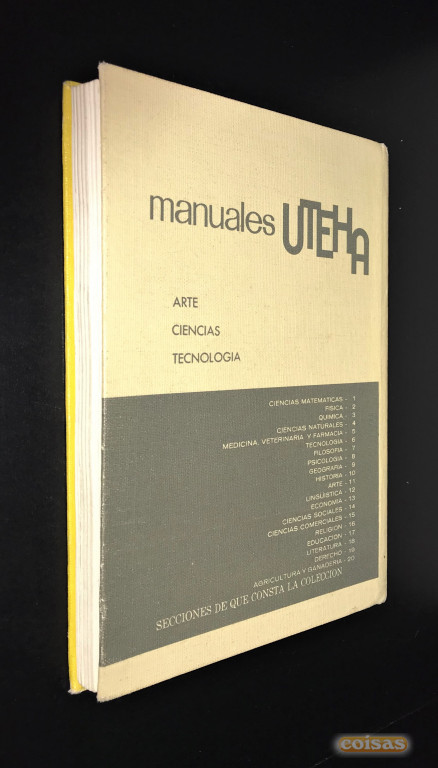 manuales UTEHA
ARTE
CIENCIAS
TECNOLOGIA
CIENCIAS MATEMATICAS - 1
FISICA - 2
QUIMICA - 3
CIENCIAS NATURALES - 4
MEDICINA, VETERINARIA Y FARMACIA - 5
TECNOLOGIA - 6
FILOSOFIA - 7
PSICOLOGIA - 8
GEOGRAFIA - 9
HISTORIA - 10
ARTE - 11
LINGÜISTICA - 12
ECONOMIA - 13
CIENCIAS SOCIALES - 14
CIENCIAS COMERCIALES - 15
RELIGION - 16
EDUCACION - 17
LITERATURA - 18
DERECHO - 19
AGRICULTURA Y GANADERIA - 20
SECCIONES DE QUE CONSTA LA COLECCION
coisas